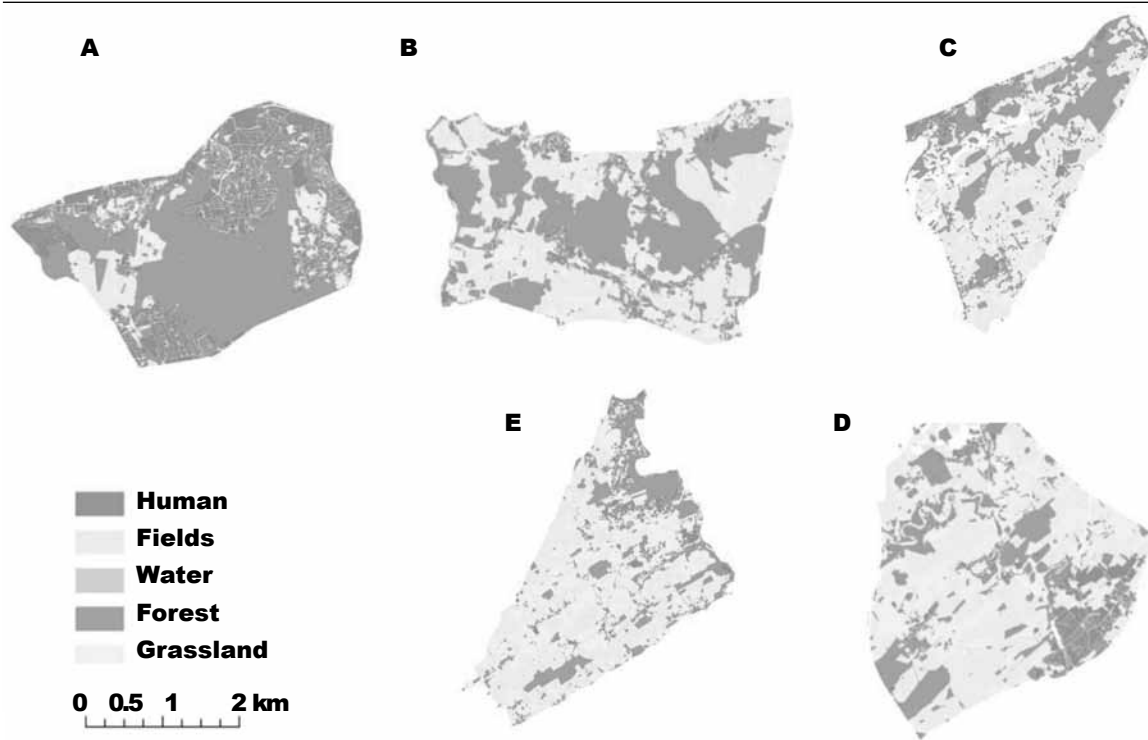 A B C
E D
Human
Fields
Water
Forest
Grassland
0 0.5 1 2 km